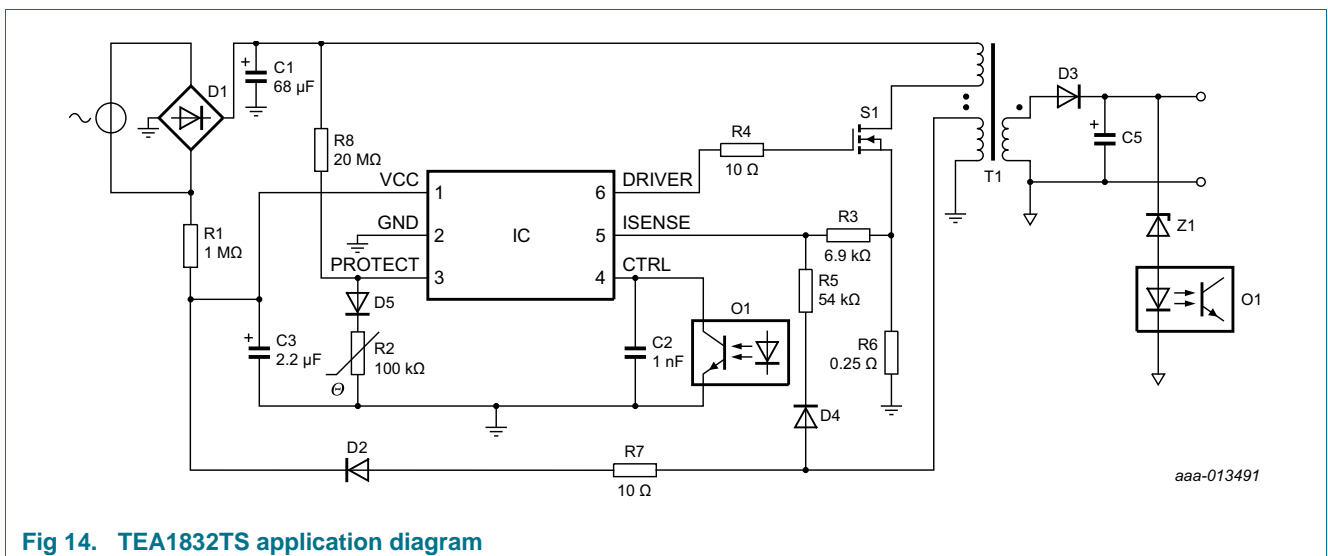 D1
C1
68 µF
R8
20 MΩ
R1
1 MΩ
VCC
1
GND
2
PROTECT
3
IC
6
DRIVER
5
ISENSE
4
CTRL
R4
10 Ω
S1
R3
6.9 kΩ
R5
54 kΩ
R6
0.25 Ω
T1
D3
C5
Z1
O1
D5
R2
100 kΩ
Θ
C3
2.2 µF
C2
1 nF
O1
D4
D2
R7
10 Ω
aaa-013491
Fig 14. TEA1832TS application diagram